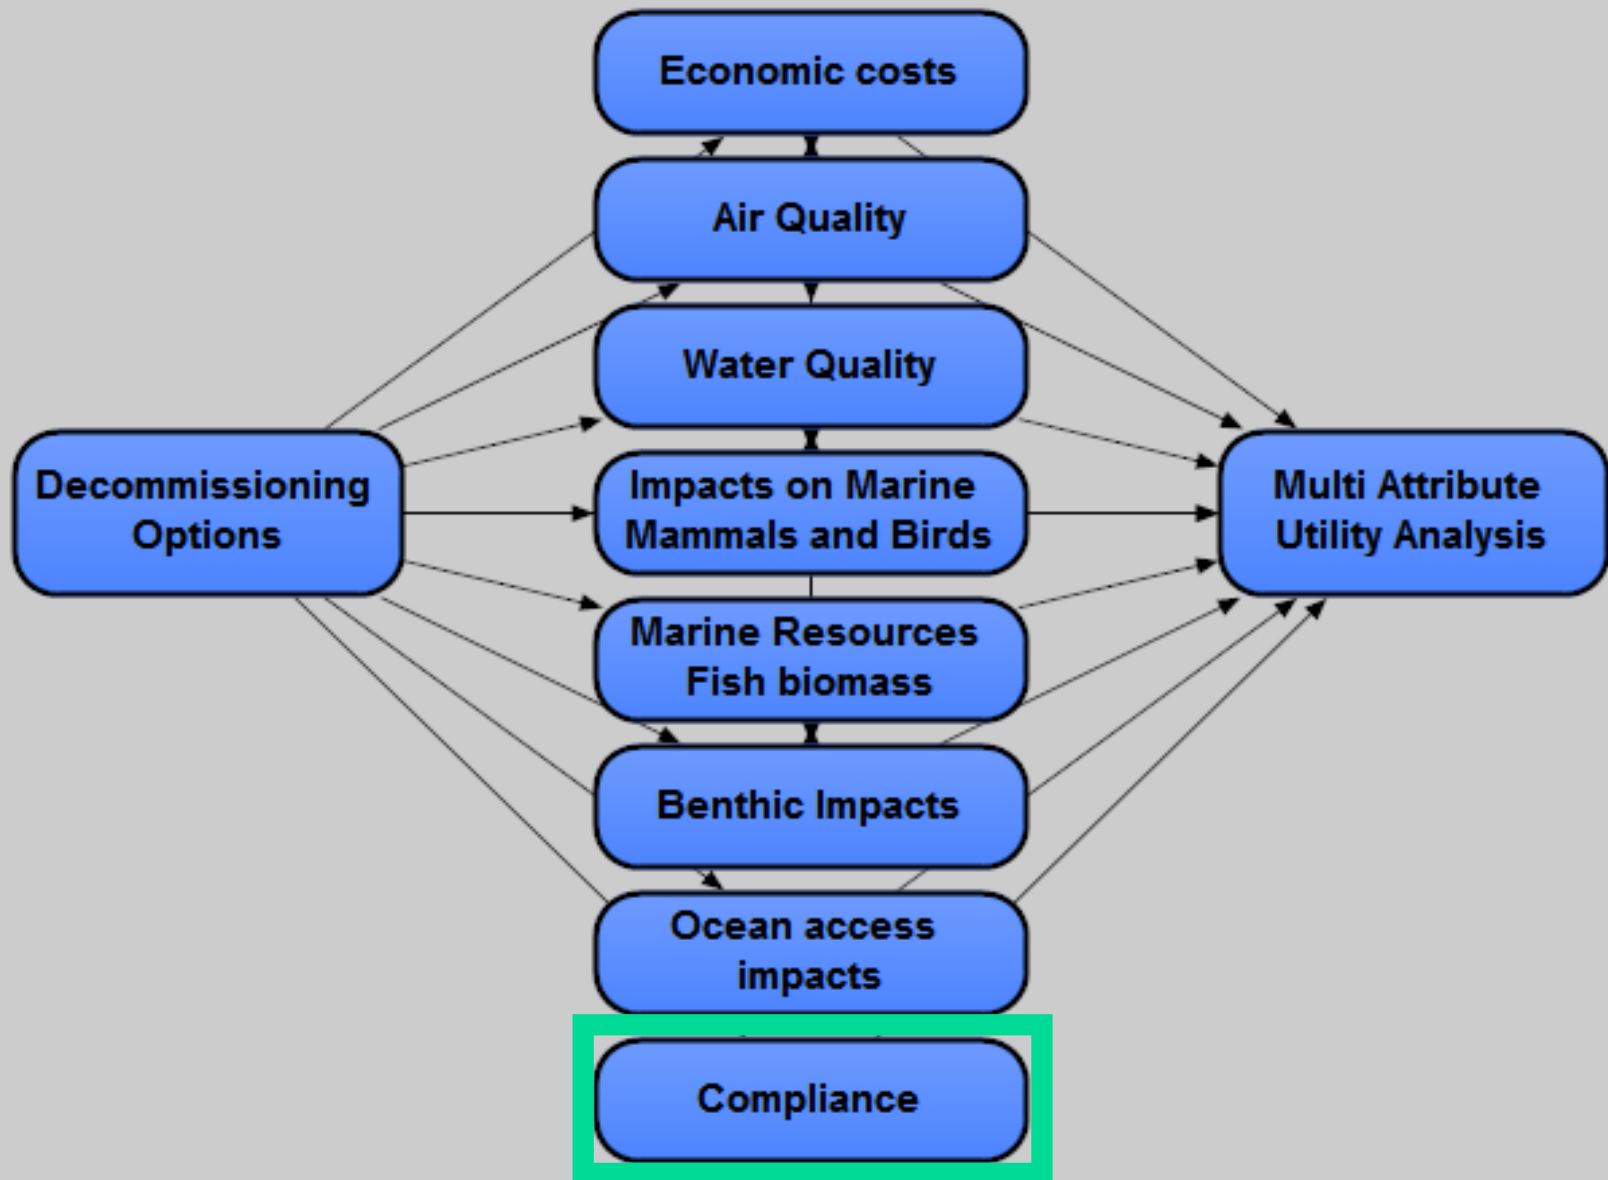 Economic costs
Air Quality
Water Quality
Decommissioning
Options
Impacts on Marine
Mammals and Birds
Multi Attribute
Utility Analysis
Marine Resources
Fish biomass
Benthic Impacts
Ocean access
impacts
Compliance